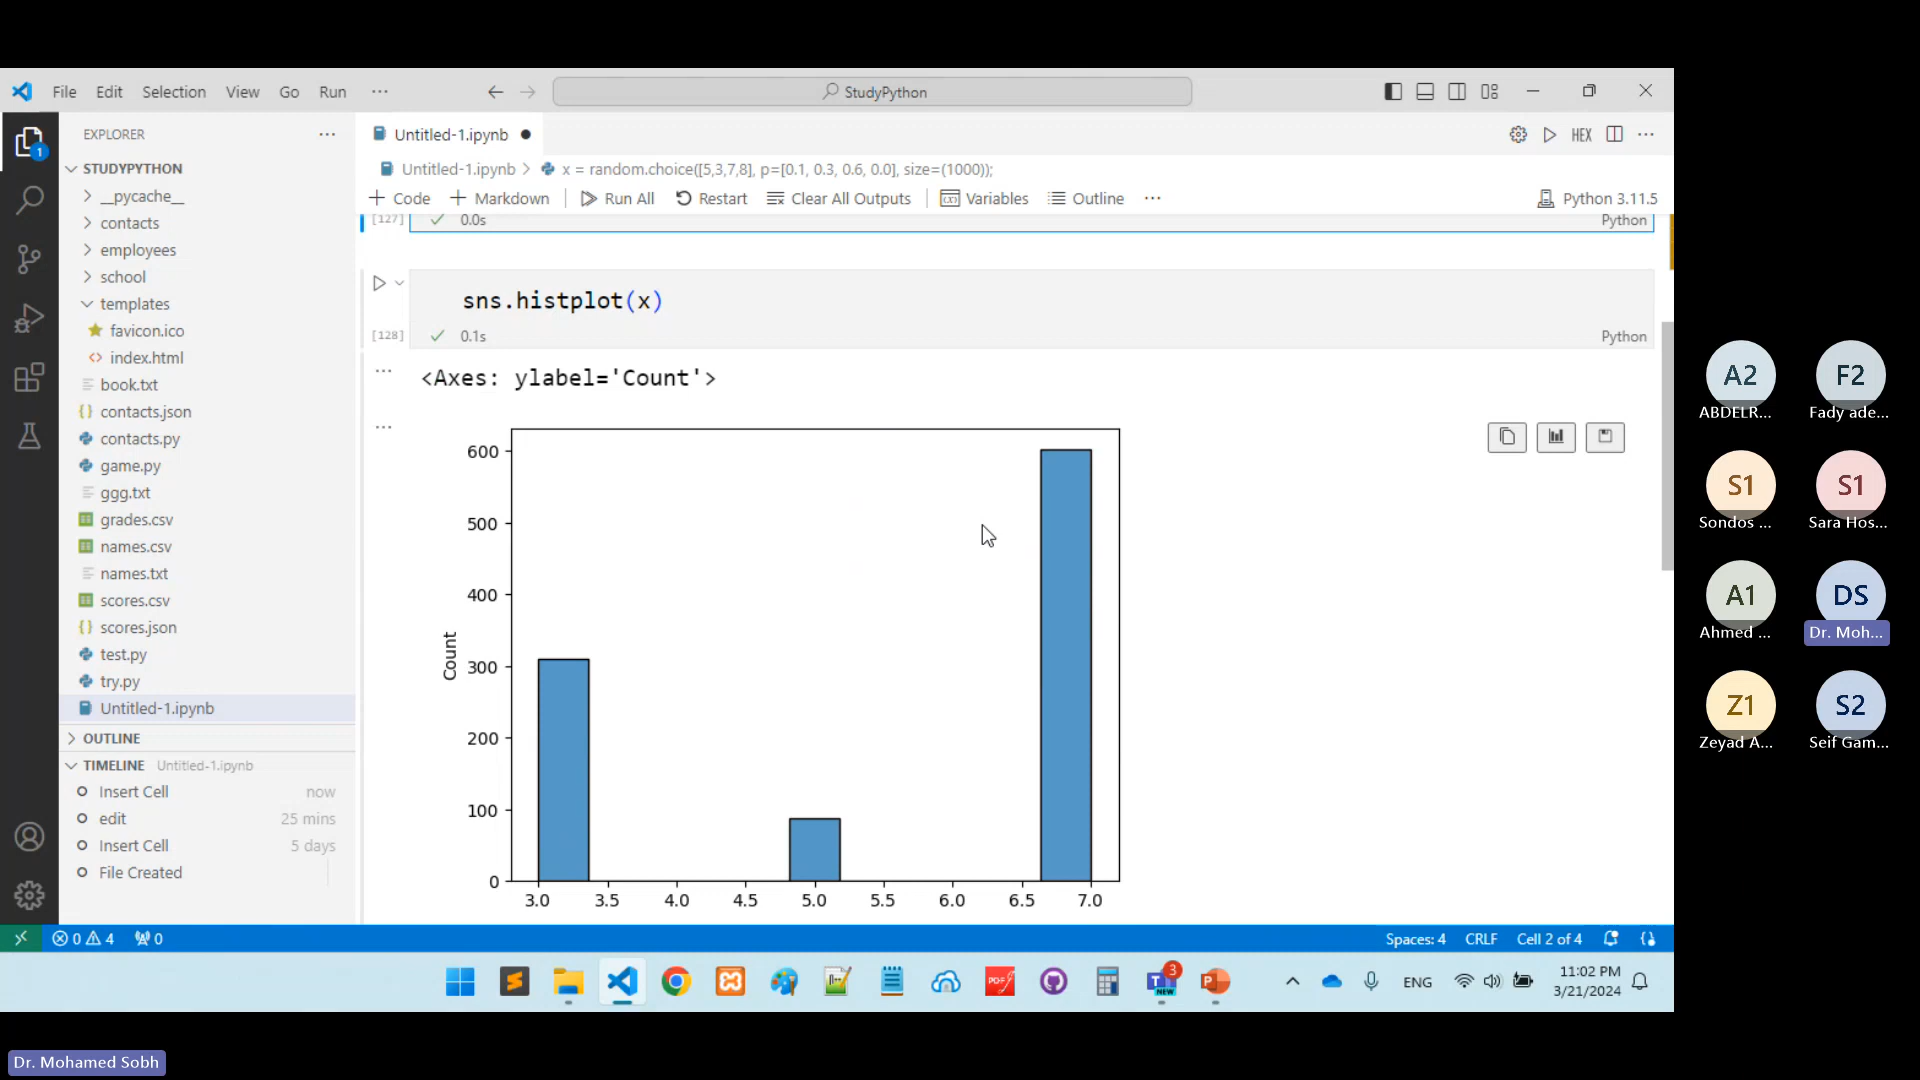 File Edit Selection View Go Run ···
StudyPython
EXPLORER
Untitled-1.ipynb
HEX
STUDYPYTHON
__pycache__
contacts
employees
school
templates
favicon.ico
index.html
book.txt
contacts.json
contacts.py
game.py
ggg.txt
grades.csv
names.csv
names.txt
scores.csv
scores.json
test.py
try.py
Untitled-1.ipynb
OUTLINE
TIMELINE Untitled-1.ipynb
Insert Cell now
edit 25 mins
Insert Cell 5 days
File Created
Untitled-1.ipynb > x = random.choice([5,3,7,8], p=[0.1, 0.3, 0.6, 0.0], size=(1000));
+ Code + Markdown Run All Restart Clear All Outputs Variables Outline ··· Python 3.11.5
[127] 0.0s Python
sns.histplot(x)
[128] 0.1s Python
<Axes: ylabel='Count'>
600
500
400
300
200
100
0
Count
3.0 3.5 4.0 4.5 5.0 5.5 6.0 6.5 7.0
0 4 0
Spaces: 4 CRLF Cell 2 of 4
1
PDF
T
NEW
3
P
ENG
11:02 PM
3/21/2024
A2 F2
ABDELR... Fady ade...
S1 S1
Sondos ... Sara Hos...
A1 DS
Ahmed ... Dr. Moh...
Z1 S2
Zeyad A... Seif Gam...
Dr. Mohamed Sobh